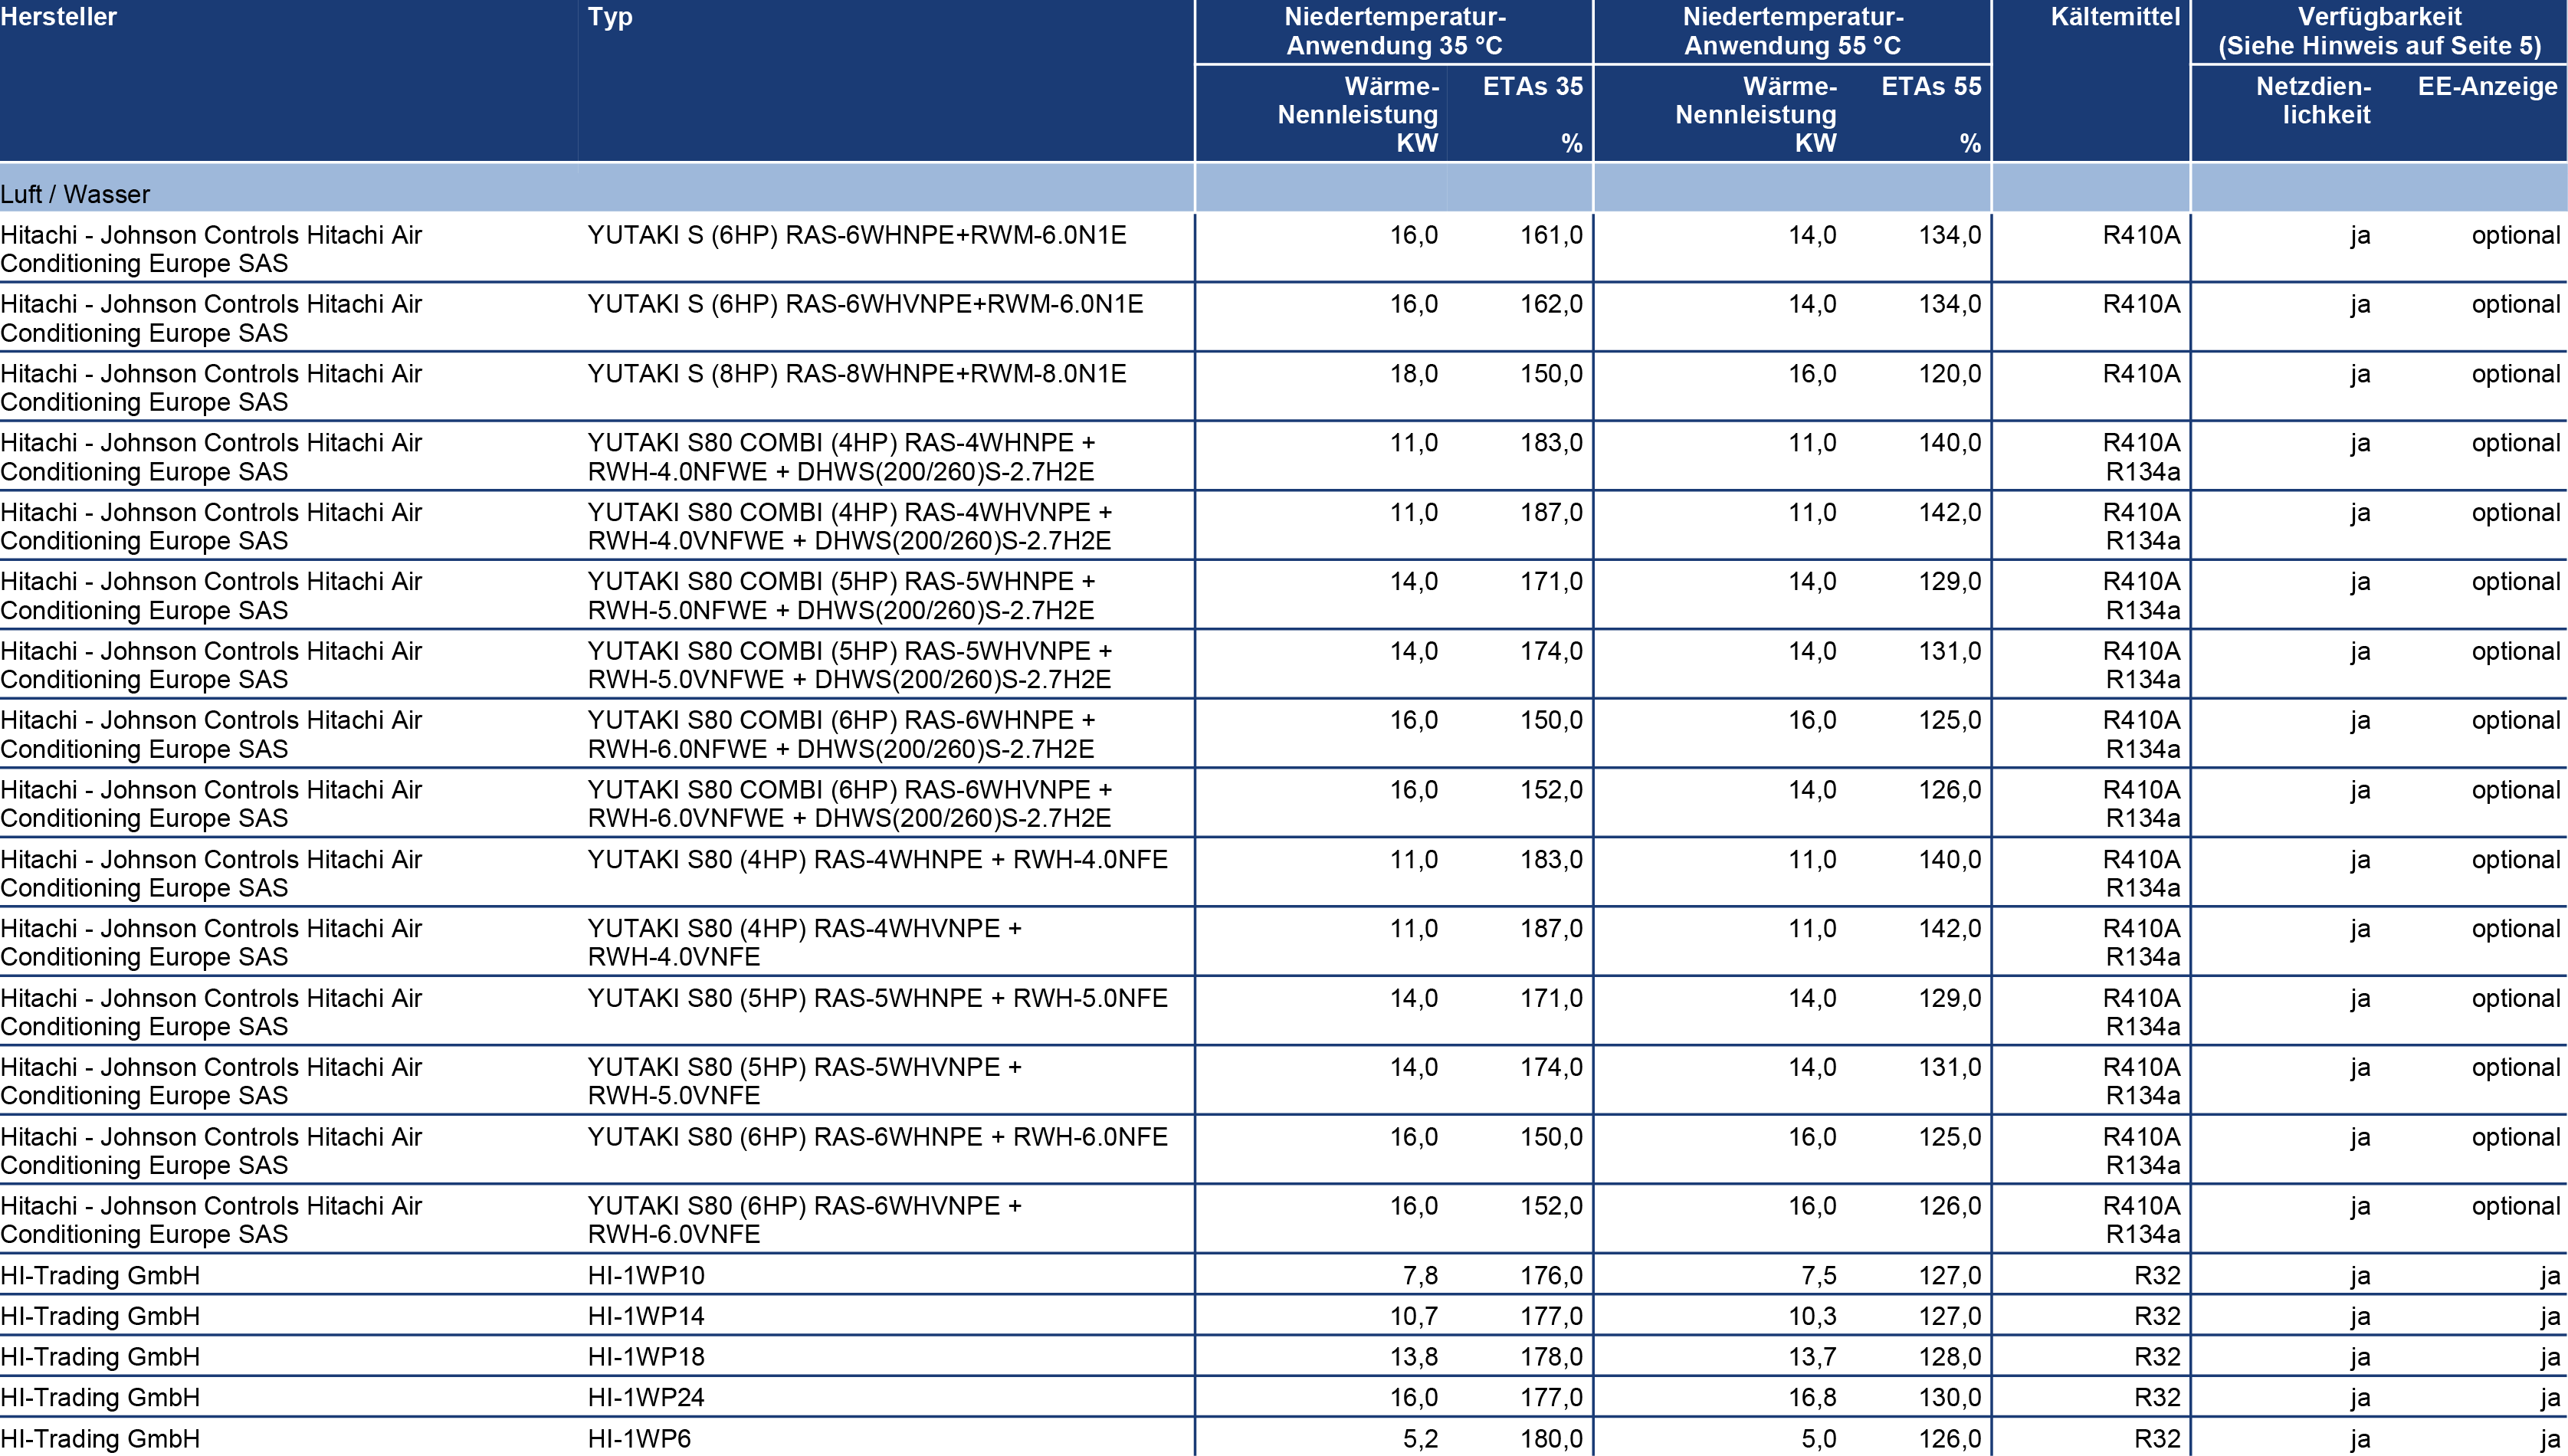 Hersteller Typ Niedertemperatur- Niedertemperatur- Kältemittel Verfügbarkeit
Anwendung 35 °C Anwendung 55 °C (Siehe Hinweis auf Seite 5)
Wärme- ETAs 35 Wärme- ETAs 55 Netzdien- EE-Anzeige
Nennleistung Nennleistung lichkeit
KW % KW %
Luft / Wasser
Hitachi - Johnson Controls Hitachi Air YUTAKI S (6HP) RAS-6WHNPE+RWM-6.0N1E 16,0 161,0 14,0 134,0 R410A ja optional
Conditioning Europe SAS
Hitachi - Johnson Controls Hitachi Air YUTAKI S (6HP) RAS-6WHVNPE+RWM-6.0N1E 16,0 162,0 14,0 134,0 R410A ja optional
Conditioning Europe SAS
Hitachi - Johnson Controls Hitachi Air YUTAKI S (8HP) RAS-8WHNPE+RWM-8.0N1E 18,0 150,0 16,0 120,0 R410A ja optional
Conditioning Europe SAS
Hitachi - Johnson Controls Hitachi Air YUTAKI S80 COMBI (4HP) RAS-4WHNPE + 11,0 183,0 11,0 140,0 R410A ja optional
Conditioning Europe SAS RWH-4.0NFWE + DHWS(200/260)S-2.7H2E R134a
Hitachi - Johnson Controls Hitachi Air YUTAKI S80 COMBI (4HP) RAS-4WHVNPE + 11,0 187,0 11,0 142,0 R410A ja optional
Conditioning Europe SAS RWH-4.0VNFWE + DHWS(200/260)S-2.7H2E R134a
Hitachi - Johnson Controls Hitachi Air YUTAKI S80 COMBI (5HP) RAS-5WHNPE + 14,0 171,0 14,0 129,0 R410A ja optional
Conditioning Europe SAS RWH-5.0NFWE + DHWS(200/260)S-2.7H2E R134a
Hitachi - Johnson Controls Hitachi Air YUTAKI S80 COMBI (5HP) RAS-5WHVNPE + 14,0 174,0 14,0 131,0 R410A ja optional
Conditioning Europe SAS RWH-5.0VNFWE + DHWS(200/260)S-2.7H2E R134a
Hitachi - Johnson Controls Hitachi Air YUTAKI S80 COMBI (6HP) RAS-6WHNPE + 16,0 150,0 16,0 125,0 R410A ja optional
Conditioning Europe SAS RWH-6.0NFWE + DHWS(200/260)S-2.7H2E R134a
Hitachi - Johnson Controls Hitachi Air YUTAKI S80 COMBI (6HP) RAS-6WHVNPE + 16,0 152,0 14,0 126,0 R410A ja optional
Conditioning Europe SAS RWH-6.0VNFWE + DHWS(200/260)S-2.7H2E R134a
Hitachi - Johnson Controls Hitachi Air YUTAKI S80 (4HP) RAS-4WHNPE + RWH-4.0NFE 11,0 183,0 11,0 140,0 R410A ja optional
Conditioning Europe SAS R134a
Hitachi - Johnson Controls Hitachi Air YUTAKI S80 (4HP) RAS-4WHVNPE + 11,0 187,0 11,0 142,0 R410A ja optional
Conditioning Europe SAS RWH-4.0VNFE R134a
Hitachi - Johnson Controls Hitachi Air YUTAKI S80 (5HP) RAS-5WHNPE + RWH-5.0NFE 14,0 171,0 14,0 129,0 R410A ja optional
Conditioning Europe SAS R134a
Hitachi - Johnson Controls Hitachi Air YUTAKI S80 (5HP) RAS-5WHVNPE + 14,0 174,0 14,0 131,0 R410A ja optional
Conditioning Europe SAS RWH-5.0VNFE R134a
Hitachi - Johnson Controls Hitachi Air YUTAKI S80 (6HP) RAS-6WHNPE + RWH-6.0NFE 16,0 150,0 16,0 125,0 R410A ja optional
Conditioning Europe SAS R134a
Hitachi - Johnson Controls Hitachi Air YUTAKI S80 (6HP) RAS-6WHVNPE + 16,0 152,0 16,0 126,0 R410A ja optional
Conditioning Europe SAS RWH-6.0VNFE R134a
HI-Trading GmbH HI-1WP10 7,8 176,0 7,5 127,0 R32 ja ja
HI-Trading GmbH HI-1WP14 10,7 177,0 10,3 127,0 R32 ja ja
HI-Trading GmbH HI-1WP18 13,8 178,0 13,7 128,0 R32 ja ja
HI-Trading GmbH HI-1WP24 16,0 177,0 16,8 130,0 R32 ja ja
HI-Trading GmbH HI-1WP6 5,2 180,0 5,0 126,0 R32 ja ja